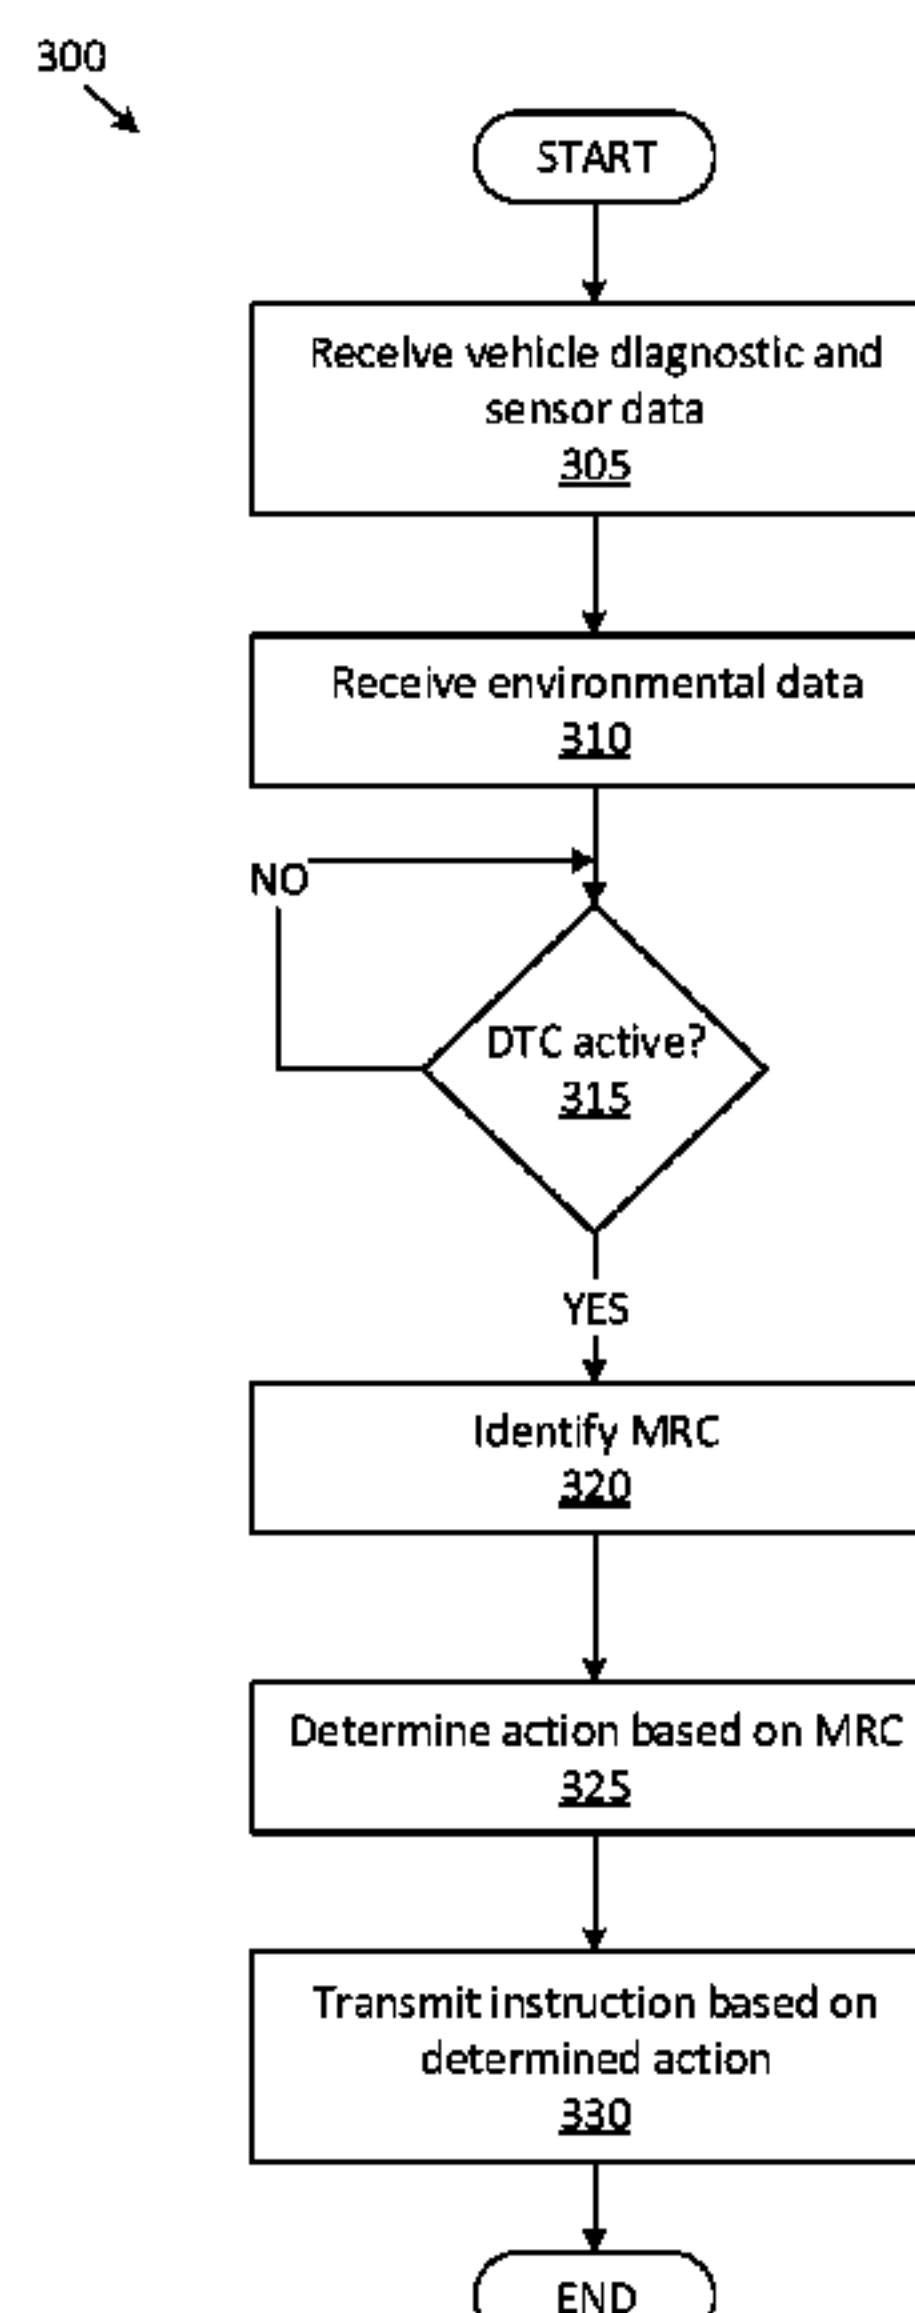 300
START
Receive vehicle diagnostic and
sensor data
305
Receive environmental data
310
NO
DTC active?
315
YES
Identify MRC
320
Determine action based on MRC
325
Transmit instruction based on
determined action
330
END